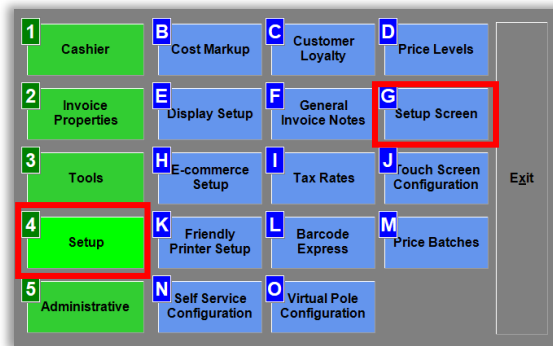 1
Cashier
B
Cost Markup
C
Customer
Loyalty
D
Price Levels
2
Invoice
Properties
E
Display Setup
F
General
Invoice Notes
G
Setup Screen
3
Tools
H
E-commerce
Setup
I
Tax Rates
J
Touch Screen
Configuration
Exit
4
Setup
K
Friendly
Printer Setup
L
Barcode
Express
M
Price Batches
5
Administrative
N
Self Service
Configuration
O
Virtual Pole
Configuration